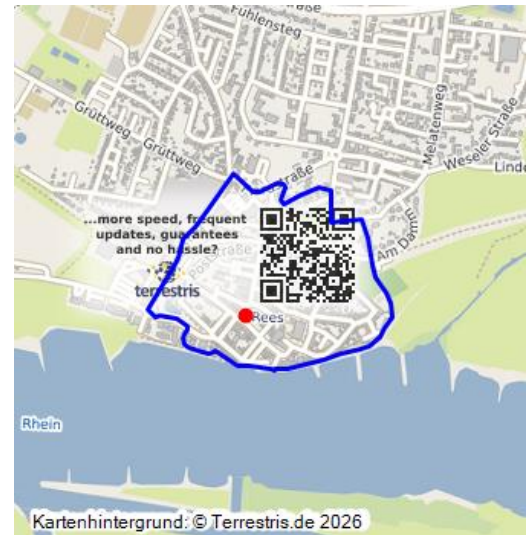 Fuhlensteg
Grüttweg
Grüttweg
Melatenweg
Weseler Straße
Linde
...more speed, frequent
updates, guarantees
and no hassle?
Am Damm
terrestris
Rees
Rhein
Kartenhintergrund: © Terrestris.de 2026